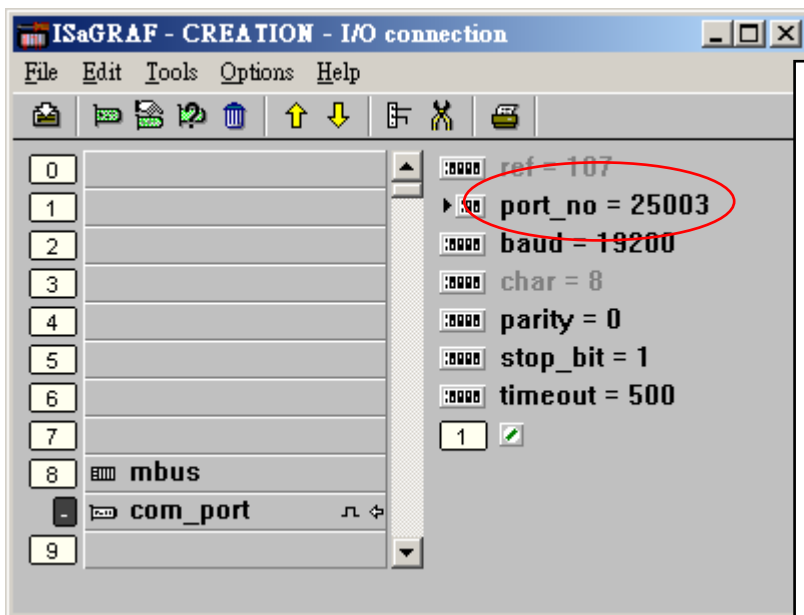 ISaGRAF - CREATION - I/O connection
File Edit Tools Options Help
0
1
2
3
4
5
6
7
8 mbus
- com_port
9
ref = 107
port_no = 25003
baud = 19200
char = 8
parity = 0
stop_bit = 1
timeout = 500
1